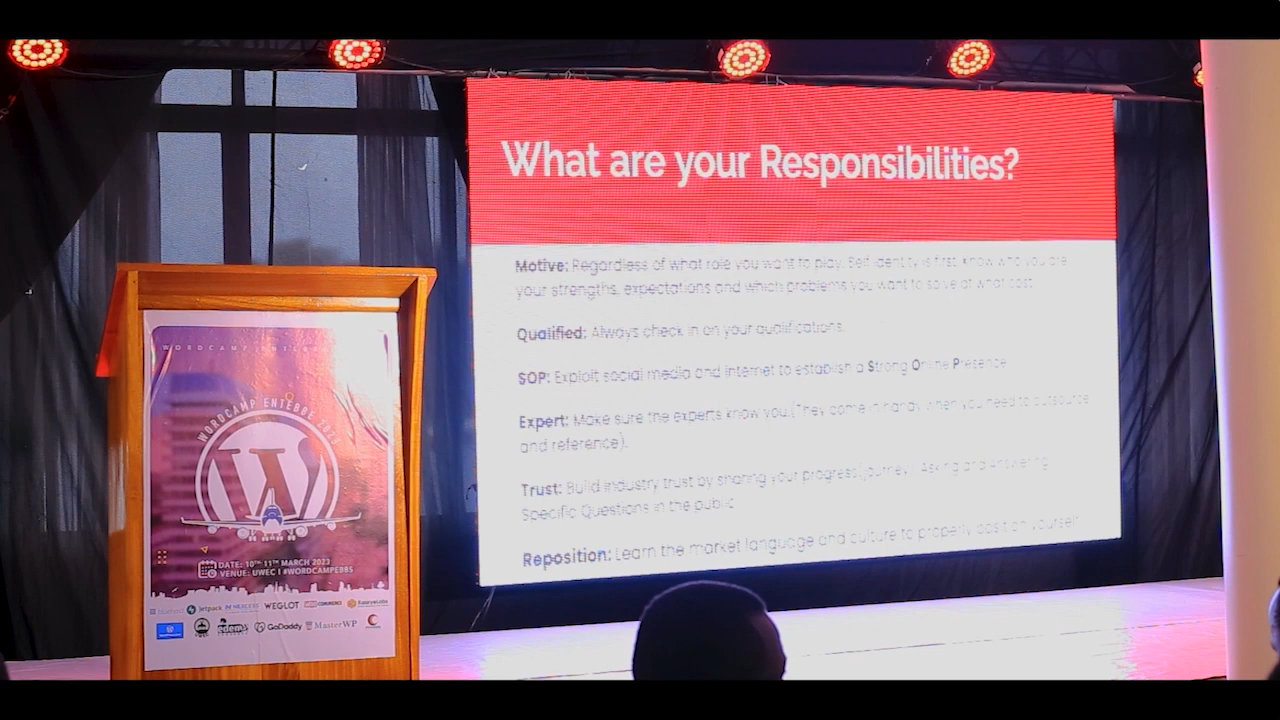 What are your Responsibilities?
Motive: Regardless of what role you want to play. Self identity is first, know who you are
your strengths, expectations and which problems you want to solve at what cost.
Qualified: Always check in on your qualifications.
SOP: Exploit social media and internet to establish a Strong Online Presence
Expert: Make sure the experts know you.(They come in handy when you need to outsource
and reference).
Trust: Build industry trust by sharing your progress(journey). Asking and Answering
Specific Questions in the public
Reposition: Learn the market language and culture to properly position yourself
WORDCAMP ENTEBBE 2023
DATE: 10TH 11TH MARCH 2023
VENUE: UWEC | #WORDCAMPEBBS
Jetpack
WEGLOT
WOOCOMMERCE
GoDaddy
MasterWP